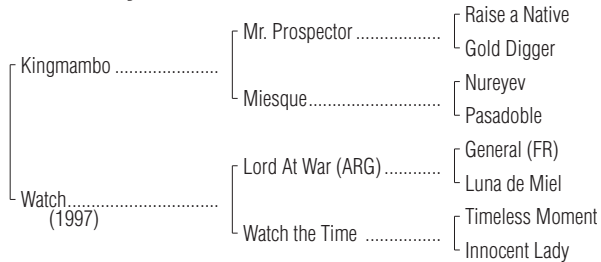 Raise a Native
Mr. Prospector ..................
Gold Digger
Kingmambo ......................
Nureyev
Miesque............................
Pasadoble
General (FR)
Lord At War (ARG) ............
Luna de Miel
Watch..................................
(1997)
Timeless Moment
Watch the Time ................
Innocent Lady